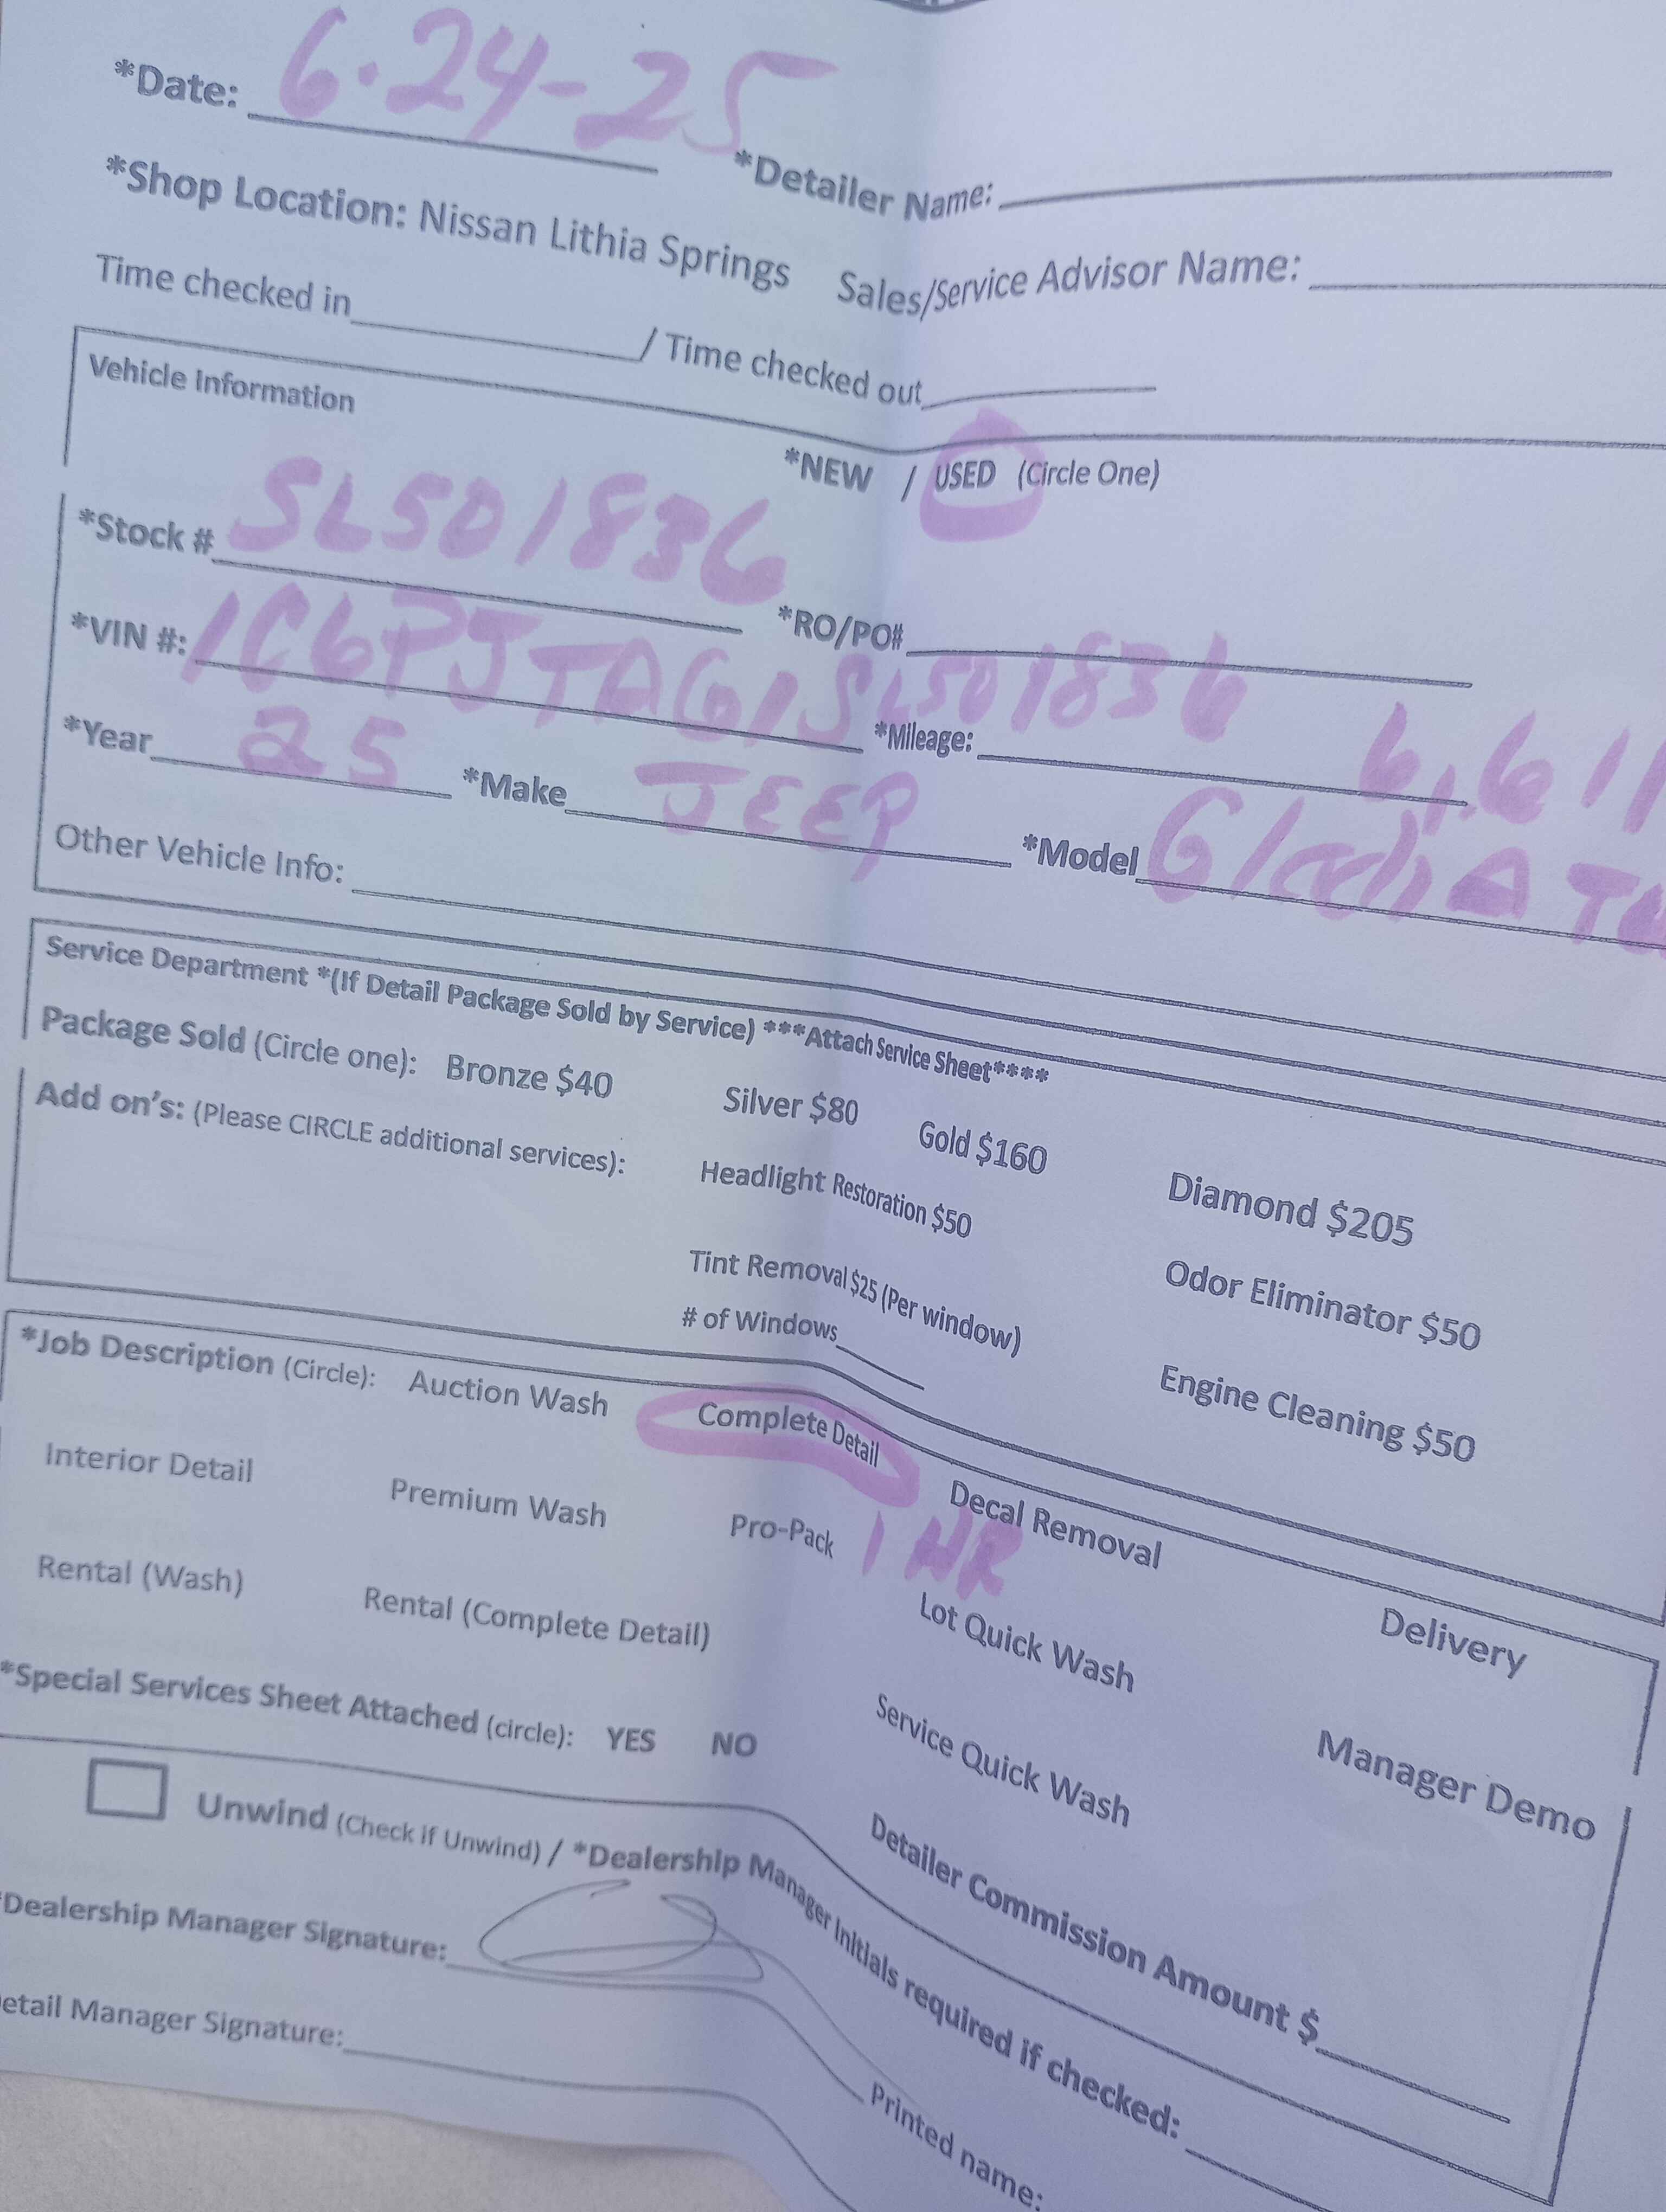 *Date: 6-24-25
*Detailer Name:
*Shop Location: Nissan Lithia Springs
Sales/Service Advisor Name:
Time checked in / Time checked out
Vehicle Information
*NEW / USED (Circle One)
*Stock # SL501836
*RO/PO#
*VIN #: 1C6PJTAG1SL501836
*Mileage: 6,611
*Year 25 *Make JEEP *Model
Other Vehicle Info:
Service Department *(If Detail Package Sold by Service) ***Attach Service Sheet****
Package Sold (Circle one): Bronze $40 Silver $80 Gold $160 Diamond $205
Add on's: (Please CIRCLE additional services): Headlight Restoration $50 Odor Eliminator $50
Tint Removal $25 (Per window) Engine Cleaning $50
# of Windows
*Job Description (Circle): Auction Wash Complete Detail Decal Removal Delivery
1 HR
Interior Detail Premium Wash Pro-Pack Lot Quick Wash Manager Demo
Rental (Wash) Rental (Complete Detail) Service Quick Wash
*Special Services Sheet Attached (circle): YES NO Detailer Commission Amount $
Unwind (Check if Unwind) / *Dealership Manager Initials required if checked:
Dealership Manager Signature:
Printed name:
etail Manager Signature: